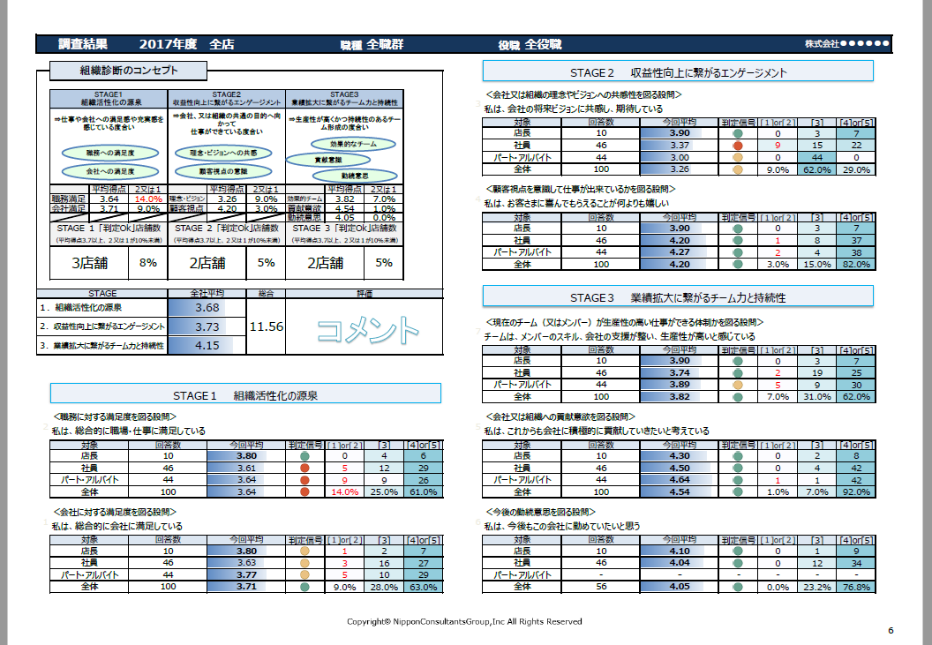 調査結果 2017年度 全店 職種 全職群 役職 全役職 株式会社●●●●●●
組織診断のコンセプト
STAGE1 STAGE2 STAGE3
組織活性化の源泉 収益性向上に繋がるエンゲージメント 業績拡大に繋がるチーム力と持続性
⇒仕事や会社への満足感や充実感を感じている度合い
⇒会社、又は組織の共通の目的へ向かって
仕事ができている度合い
⇒生産性が高くかつ持続性のあるチーム形成の度合い
職務への満足度
会社への満足度
理念・ビジョンへの共感
顧客視点の意識
効果的なチーム
貢献意識
勤続意思
平均得点 2又は1 平均得点 2又は1 平均得点 2又は1
職務満足 3.64 14.0% 理念・ビジョン 3.26 9.0% 効果的チーム 3.82 7.0%
会社満足 3.71 9.0% 顧客視点 4.20 3.0% 貢献意欲 4.54 1.0%
勤続意思 4.05 0.0%
STAGE 1「判定Ok」店舗数 STAGE 2「判定Ok」店舗数 STAGE 3「判定Ok」店舗数
(平均得点3.7以上、2又は1が10%未満) (平均得点3.7以上、2又は1が10%未満) (平均得点3.7以上、2又は1が10%未満)
3店舗 8% 2店舗 5% 2店舗 5%
STAGE 全社平均 総合 評価
1．組織活性化の源泉 3.68
2．収益性向上に繋がるエンゲージメント 3.73 11.56 コメント
3．業績拡大に繋がるチーム力と持続性 4.15
STAGE1 組織活性化の源泉
<職務に対する満足度を図る設問>
私は、総合的に職場・仕事に満足している
対象 回答数 今回平均 判定信号 [1]or[2] [3] [4]or[5]
店長 10 3.80 0 4 6
社員 46 3.61 5 12 29
パート・アルバイト 44 3.64 9 9 26
全体 100 3.64 14.0% 25.0% 61.0%
<会社に対する満足度を図る設問>
私は、総合的に会社に満足している
対象 回答数 今回平均 判定信号 [1]or[2] [3] [4]or[5]
店長 10 3.80 1 2 7
社員 46 3.63 3 16 27
パート・アルバイト 44 3.77 5 10 29
全体 100 3.71 9.0% 28.0% 63.0%
STAGE2 収益性向上に繋がるエンゲージメント
<会社又は組織の理念やビジョンへの共感性を図る設問>
私は、会社の将来ビジョンに共感し、期待している
対象 回答数 今回平均 判定信号 [1]or[2] [3] [4]or[5]
店長 10 3.90 0 3 7
社員 46 3.37 9 15 22
パート・アルバイト 44 3.00 0 44 0
全体 100 3.26 9.0% 62.0% 29.0%
<顧客視点を意識して仕事が出来ているかを図る設問>
私は、お客さまに喜んでもらえることが何よりも嬉しい
対象 回答数 今回平均 判定信号 [1]or[2] [3] [4]or[5]
店長 10 3.90 0 3 7
社員 46 4.20 1 8 37
パート・アルバイト 44 4.27 2 4 38
全体 100 4.20 3.0% 15.0% 82.0%
STAGE3 業績拡大に繋がるチーム力と持続性
<現在のチーム（又はメンバー）が生産性の高い仕事ができる体制かを図る設問>
チームは、メンバーのスキル、会社の支援が整い、生産性が高いと感じている
対象 回答数 今回平均 判定信号 [1]or[2] [3] [4]or[5]
店長 10 3.90 0 3 7
社員 46 3.74 2 19 25
パート・アルバイト 44 3.89 5 9 30
全体 100 3.82 7.0% 31.0% 62.0%
<会社又は組織への貢献意欲を図る設問>
私は、これからも会社に積極的に貢献していきたいと考えている
対象 回答数 今回平均 判定信号 [1]or[2] [3] [4]or[5]
店長 10 4.30 0 2 8
社員 46 4.50 0 4 42
パート・アルバイト 44 4.64 1 1 42
全体 100 4.54 1.0% 7.0% 92.0%
<今後の勤続意思を図る設問>
私は、今後もこの会社に勤めていたいと思う
対象 回答数 今回平均 判定信号 [1]or[2] [3] [4]or[5]
店長 10 4.10 0 1 9
社員 46 4.04 0 12 34
パート・アルバイト - - - - - -
全体 56 4.05 0.0% 23.2% 76.8%
Copyright© NipponConsultantsGroup,Inc All Rights Reserved
6